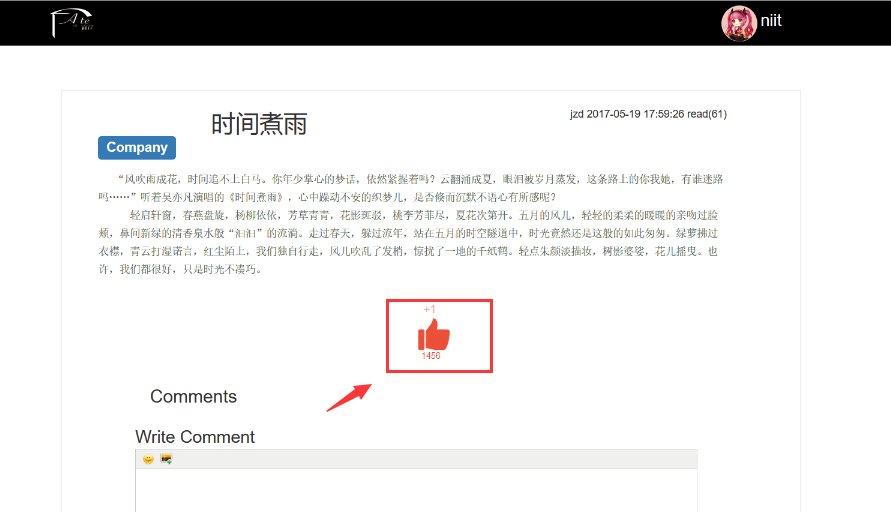 Ate
niit
时间煮雨
jzd 2017-05-19 17:59:26 read(61)
Company
“风吹雨成花，时间追不上白马。你年少掌心的梦话，依然紧握着吗？云翻涌成夏，眼泪被岁月蒸发，这条路上的你我她，有谁迷路
吗……”听着吴亦凡演唱的《时间煮雨》，心中躁动不安的织梦儿，是否倏而沉默不语心有所感呢？
轻启轩窗，春燕盘旋，杨柳依依，芳草青青，花影斑驳，桃李芳菲尽，夏花次第开。五月的风儿，轻轻的柔柔的暖暖的亲吻过脸
颊，鼻间新绿的清香泉水般“汩汩”的流淌。走过春天，躲过流年，站在五月的时空隧道中，时光竟然还是这般的如此匆匆。绿萝拂过
衣襟，青云打湿诺言，红尘陌上，我们独自行走，风儿吹乱了发梢，惊扰了一地的千纸鹤。轻点朱颜淡描妆，树影婆娑，花儿摇曳。也
许，我们都很好，只是时光不凑巧。
+1
1456
Comments
Write Comment